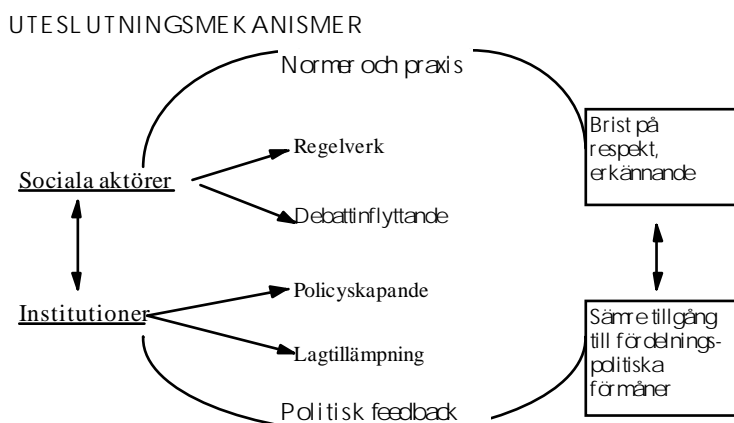 UTESLUTNINGSMEKANISMER
Normer och praxis
Brist på
respekt,
erkännande
Regelverk
Sociala aktörer
Debattinflyttande
Policyskapande
Institutioner
Sämre tillgång
till fördelnings-
politiska
förmåner
Lagtillämpning
Politisk feedback